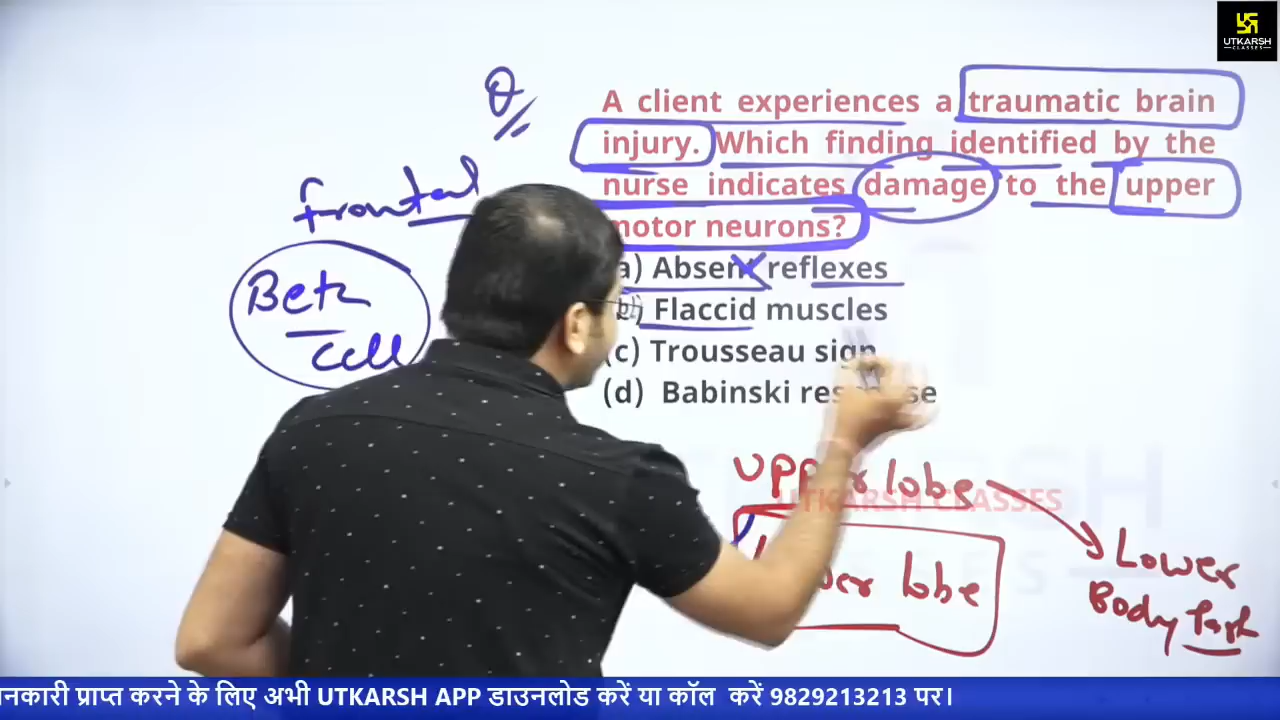 UTKARSH
CLASSES
Q
A client experiences a traumatic brain
injury. Which finding identified by the
nurse indicates damage to the upper
motor neurons?
a) Absent reflexes
b) Flaccid muscles
(c) Trousseau sign
(d) Babinski
frontal
Betz
Cell
Upper lobe
UTKARSH CLASSES
lobe
Lower
Body Part
नकारी प्राप्त करने के लिए अभी UTKARSH APP डाउनलोड करें या कॉल करें 9829213213 पर।